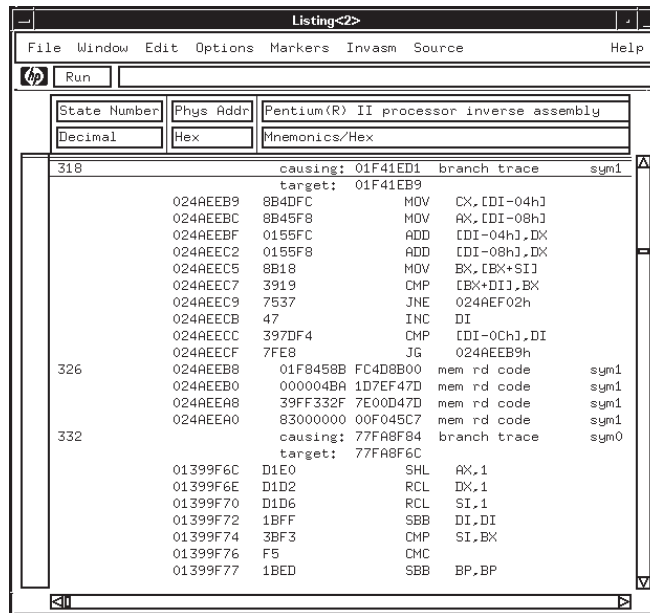 Listing<2>
File Window Edit Options Markers Invasm Source Help
hp Run
State Number Phys Addr Pentium(R) II processor inverse assembly
Decimal Hex Mnemonics/Hex
318 causing: 01F41ED1 branch trace sym1
target: 01F41EB9
024AEEB9 8B4DFC MOV CX,[DI-04h]
024AEEBC 8B45F8 MOV AX,[DI-08h]
024AEEBF 0155FC ADD [DI-04h],DX
024AEEC2 0155F8 ADD [DI-08h],DX
024AEEC5 8B18 MOV BX,[BX+SI]
024AEEC7 3919 CMP [BX+DI],BX
024AEEC9 7537 JNE 024AEF02h
024AEECB 47 INC DI
024AEECC 397DF4 CMP [DI-0Ch],DI
024AEECF 7FE8 JG 024AEEB9h
326 024AEEB8 01F8458B FC4D8B00 mem rd code sym1
024AEEB0 000004BA 1D7EF47D mem rd code sym1
024AEEA8 39FF332F 7E00D47D mem rd code sym1
024AEEA0 83000000 00F045C7 mem rd code sym1
332 causing: 77FA8F84 branch trace sym0
target: 77FA8F6C
01399F6C D1E0 SHL AX,1
01399F6E D1D2 RCL DX,1
01399F70 D1D6 RCL SI,1
01399F72 1BFF SBB DI,DI
01399F74 3BF3 CMP SI,BX
01399F76 F5 CMC
01399F77 1BED SBB BP,BP